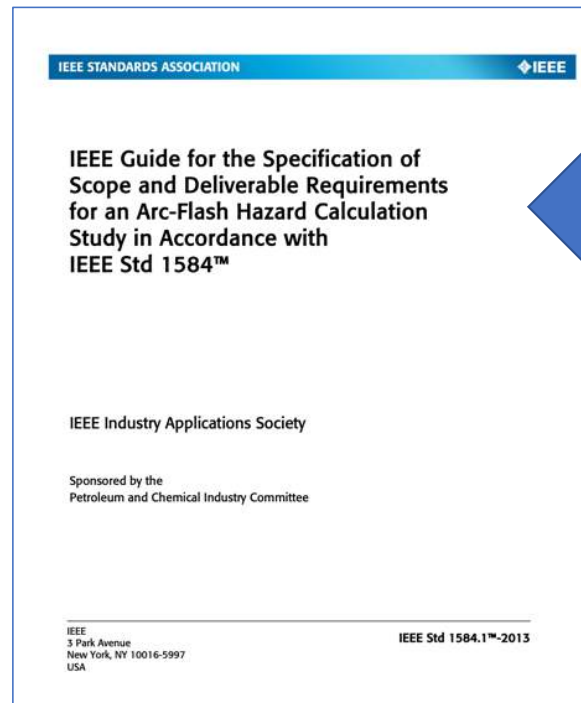 IEEE STANDARDS ASSOCIATION
IEEE
IEEE Guide for the Specification of
Scope and Deliverable Requirements
for an Arc-Flash Hazard Calculation
Study in Accordance with
IEEE Std 1584™
IEEE Industry Applications Society
Sponsored by the
Petroleum and Chemical Industry Committee
IEEE
3 Park Avenue
New York, NY 10016-5997
USA
IEEE Std 1584.1™-2013